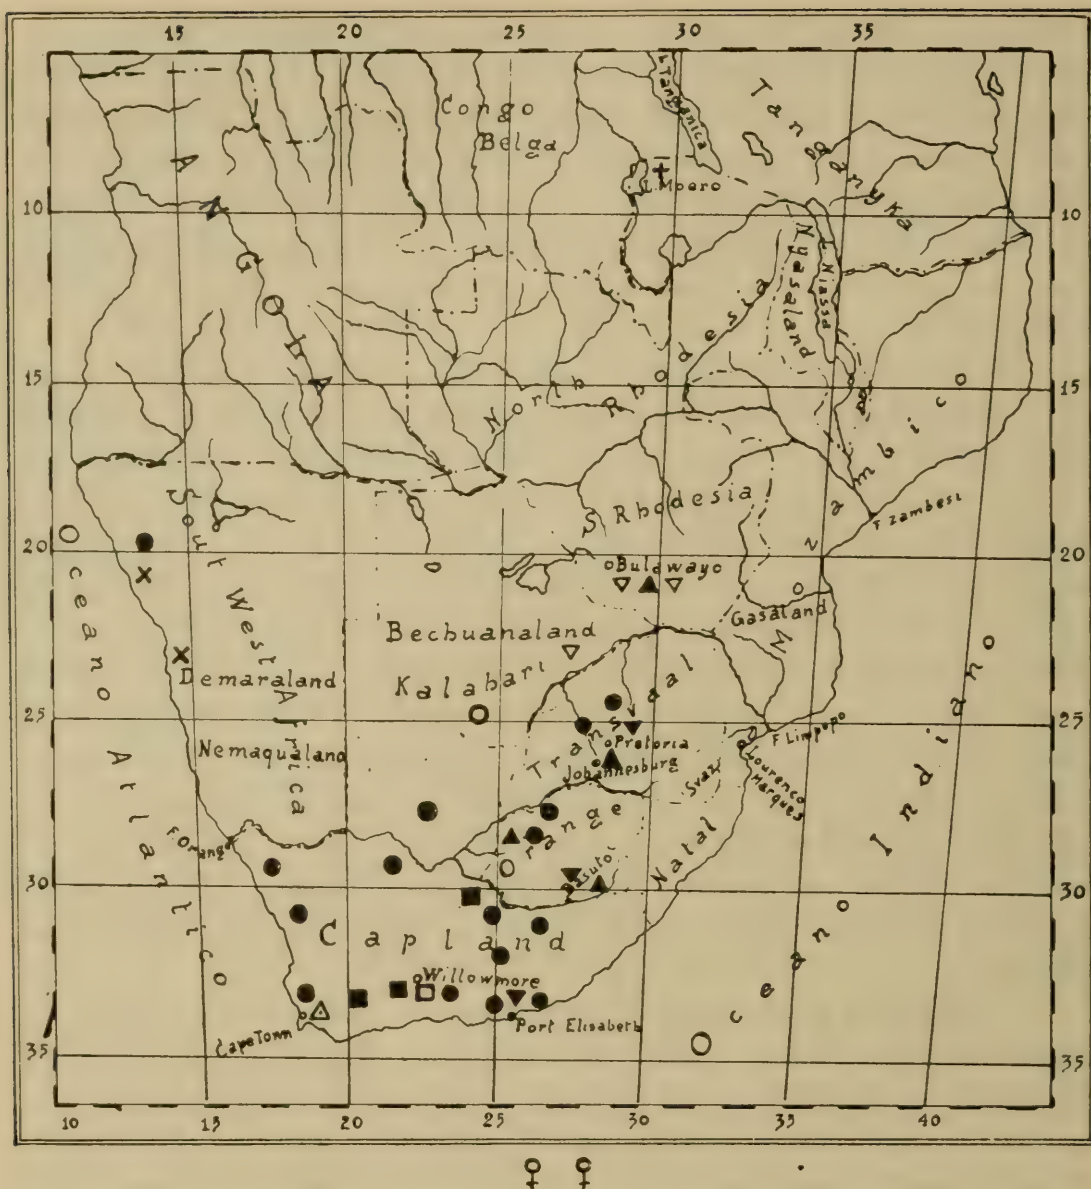 15 20 25 30 35
Congo
Belga
L Tanganica
Tanganyka
L. Moero
10 10
ANGOLA
Nyasaland
L Niassa
North Rhodesia
15 15
Mozambico
S Rhodesia
F Zambesi
20 20
Bulawayo
South West Africa
Gasaland
Bechuanaland
Demaraland
Kalahari
Transvaal
25 25
F Limpopo
Nemaqualand
Pretoria
Johannesburg
Lourenco
Marques
Svazi
Orange
F. Orange
Natal
Basuto
30 30
Capland
Willowmore
Cape Town
Port Elisabeth
35 35
Oceano Atlantico
Oceano Indiano
10 15 20 25 30 35 40
♀ ♀